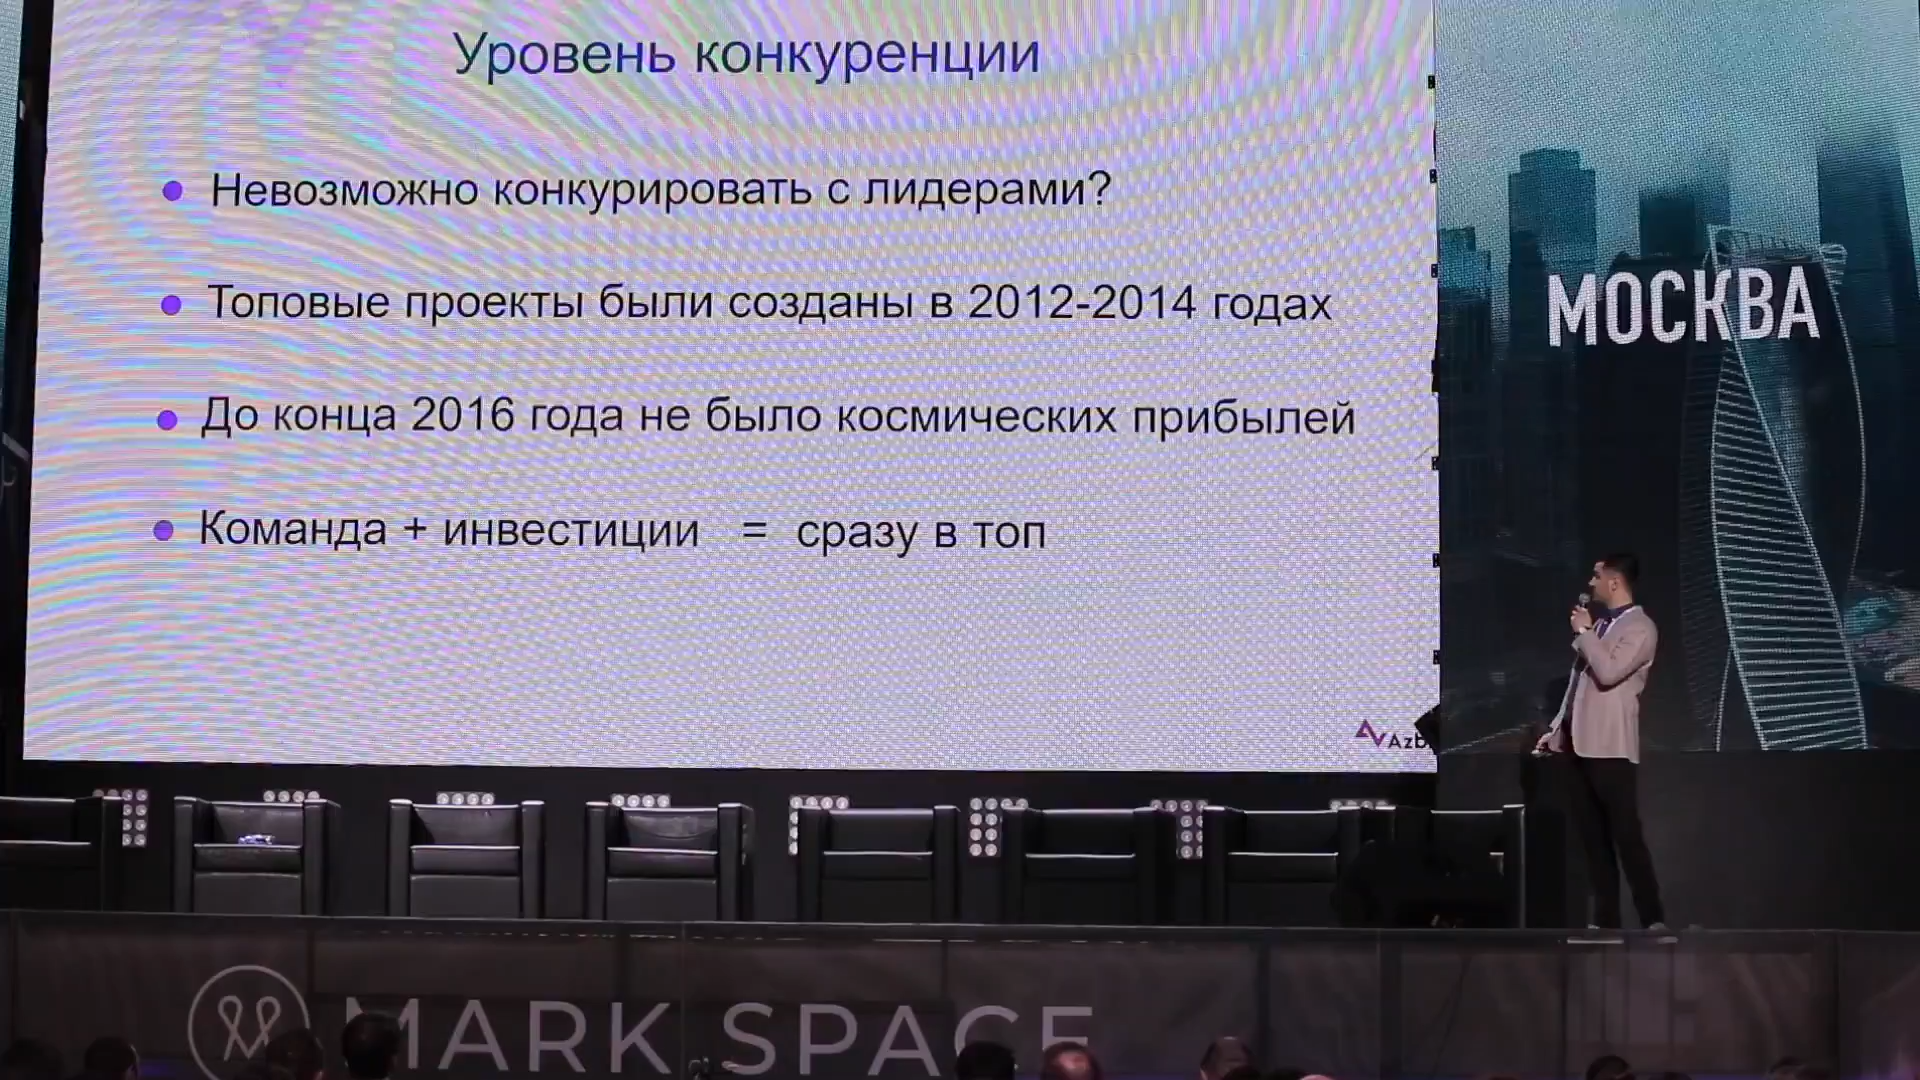 Уровень конкуренции
Невозможно конкурировать с лидерами?
Топовые проекты были созданы в 2012-2014 годах
До конца 2016 года не было космических прибылей
Команда + инвестиции = сразу в топ
МОСКВА
MARK SPACE